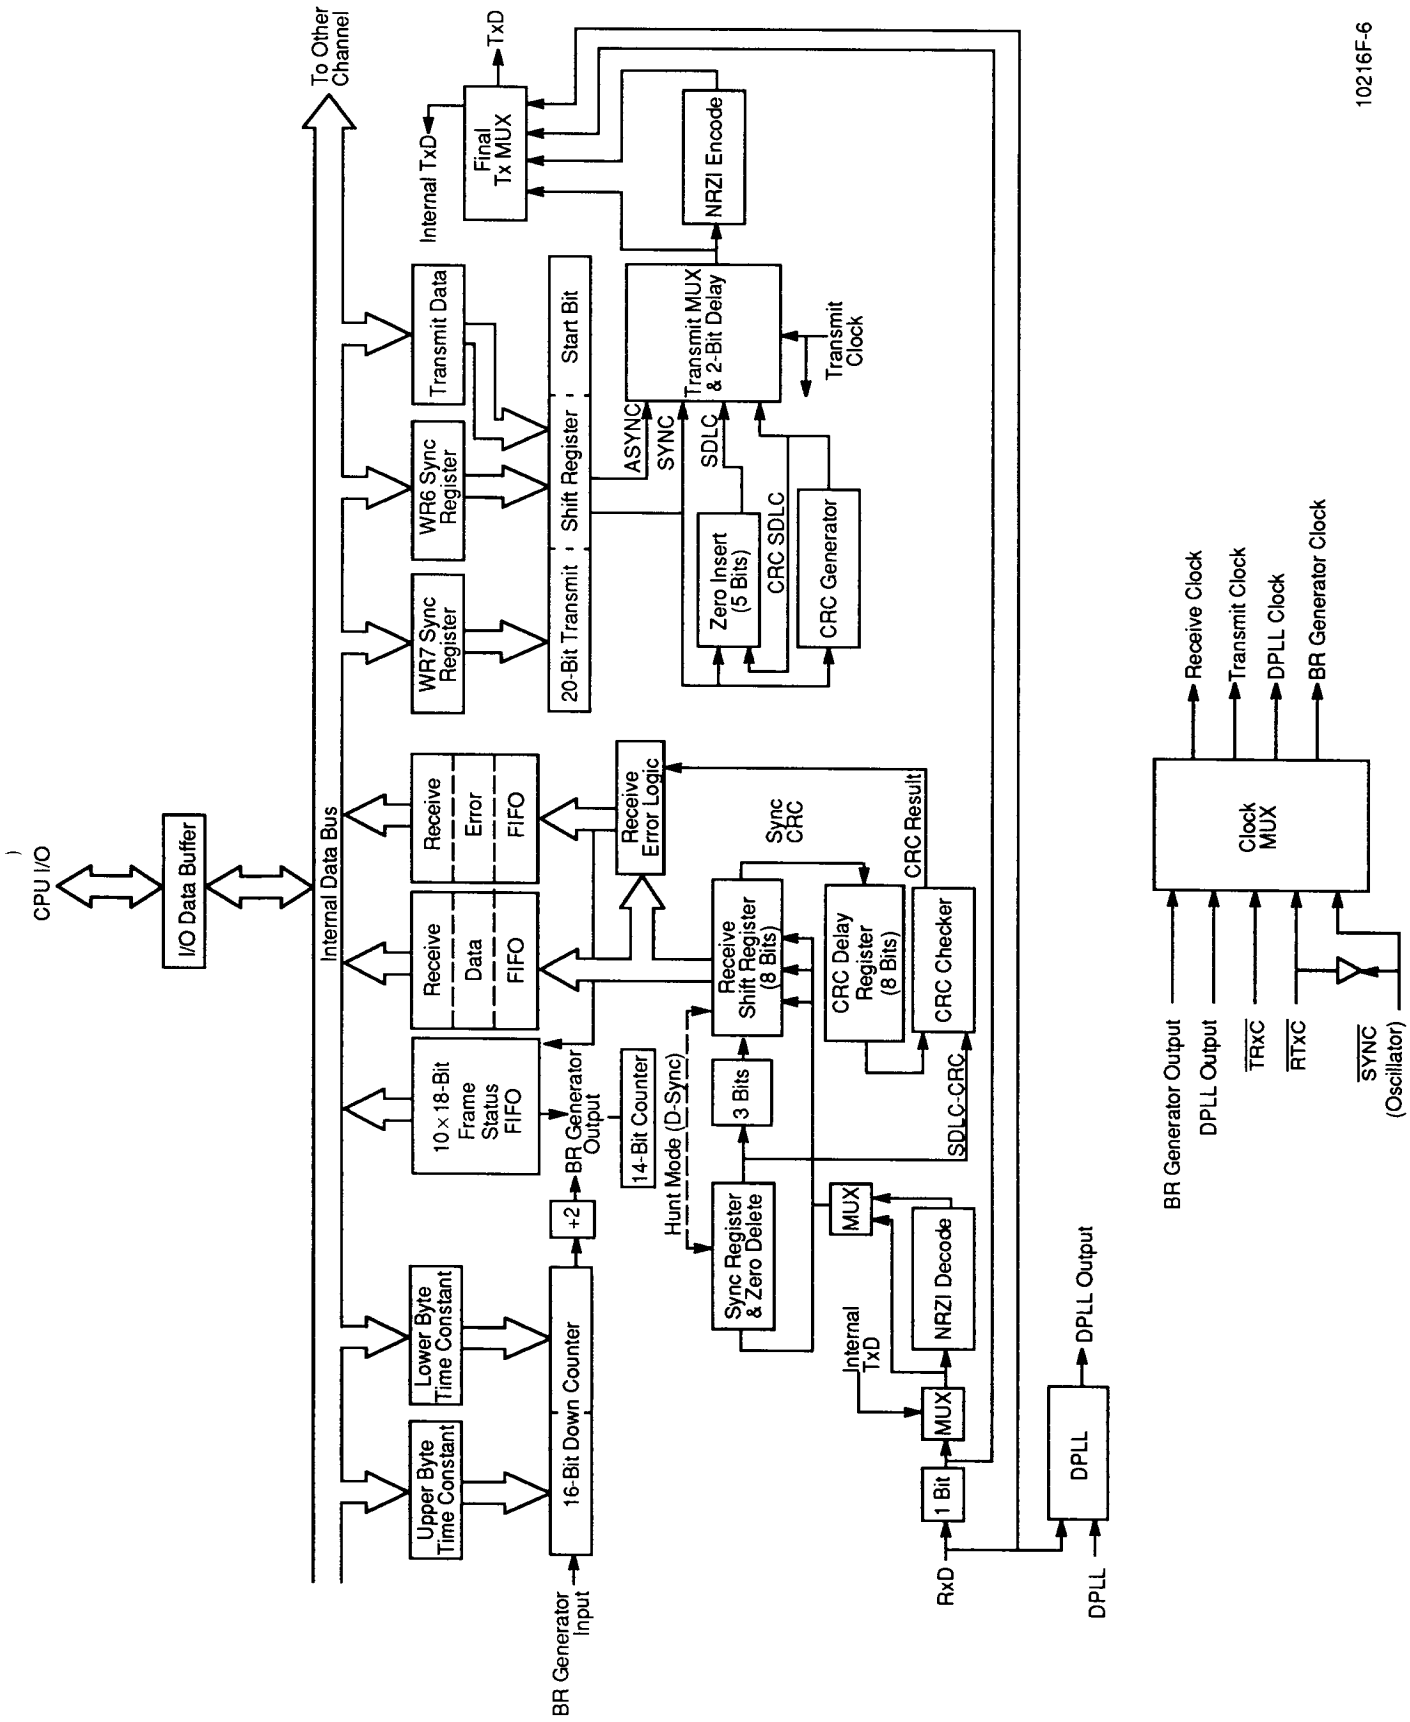 CPU I/O
I/O Data Buffer
Internal Data Bus
To Other
Channel
Upper Byte
Time Constant
Lower Byte
Time Constant
10 × 18-Bit
Frame
Status
FIFO
Receive
Data
FIFO
Receive
Error
FIFO
WR7 Sync
Register
WR6 Sync
Register
Transmit Data
Internal TxD
Final
Tx MUX
TxD
BR Generator
Input
16-Bit Down Counter
+2
BR Generator
Output
14-Bit Counter
Receive
Error Logic
20-Bit Transmit
Shift Register
Start Bit
ASYNC
SYNC
SDLC
Transmit MUX
& 2-Bit Delay
NRZI Encode
Hunt Mode (D-Sync)
Sync Register
& Zero Delete
3 Bits
Receive
Shift Register
(8 Bits)
Sync
CRC
Zero Insert
(5 Bits)
CRC SDLC
CRC Generator
Transmit
Clock
CRC Delay
Register
(8 Bits)
CRC Result
CRC Checker
SDLC-CRC
Internal
TxD
MUX
NRZI Decode
MUX
1 Bit
RxD
DPLL
DPLL
DPLL Output
BR Generator Output
DPLL Output
TRxC
RTxC
SYNC
(Oscillator)
Clock
MUX
Receive Clock
Transmit Clock
DPLL Clock
BR Generator Clock
10216F-6